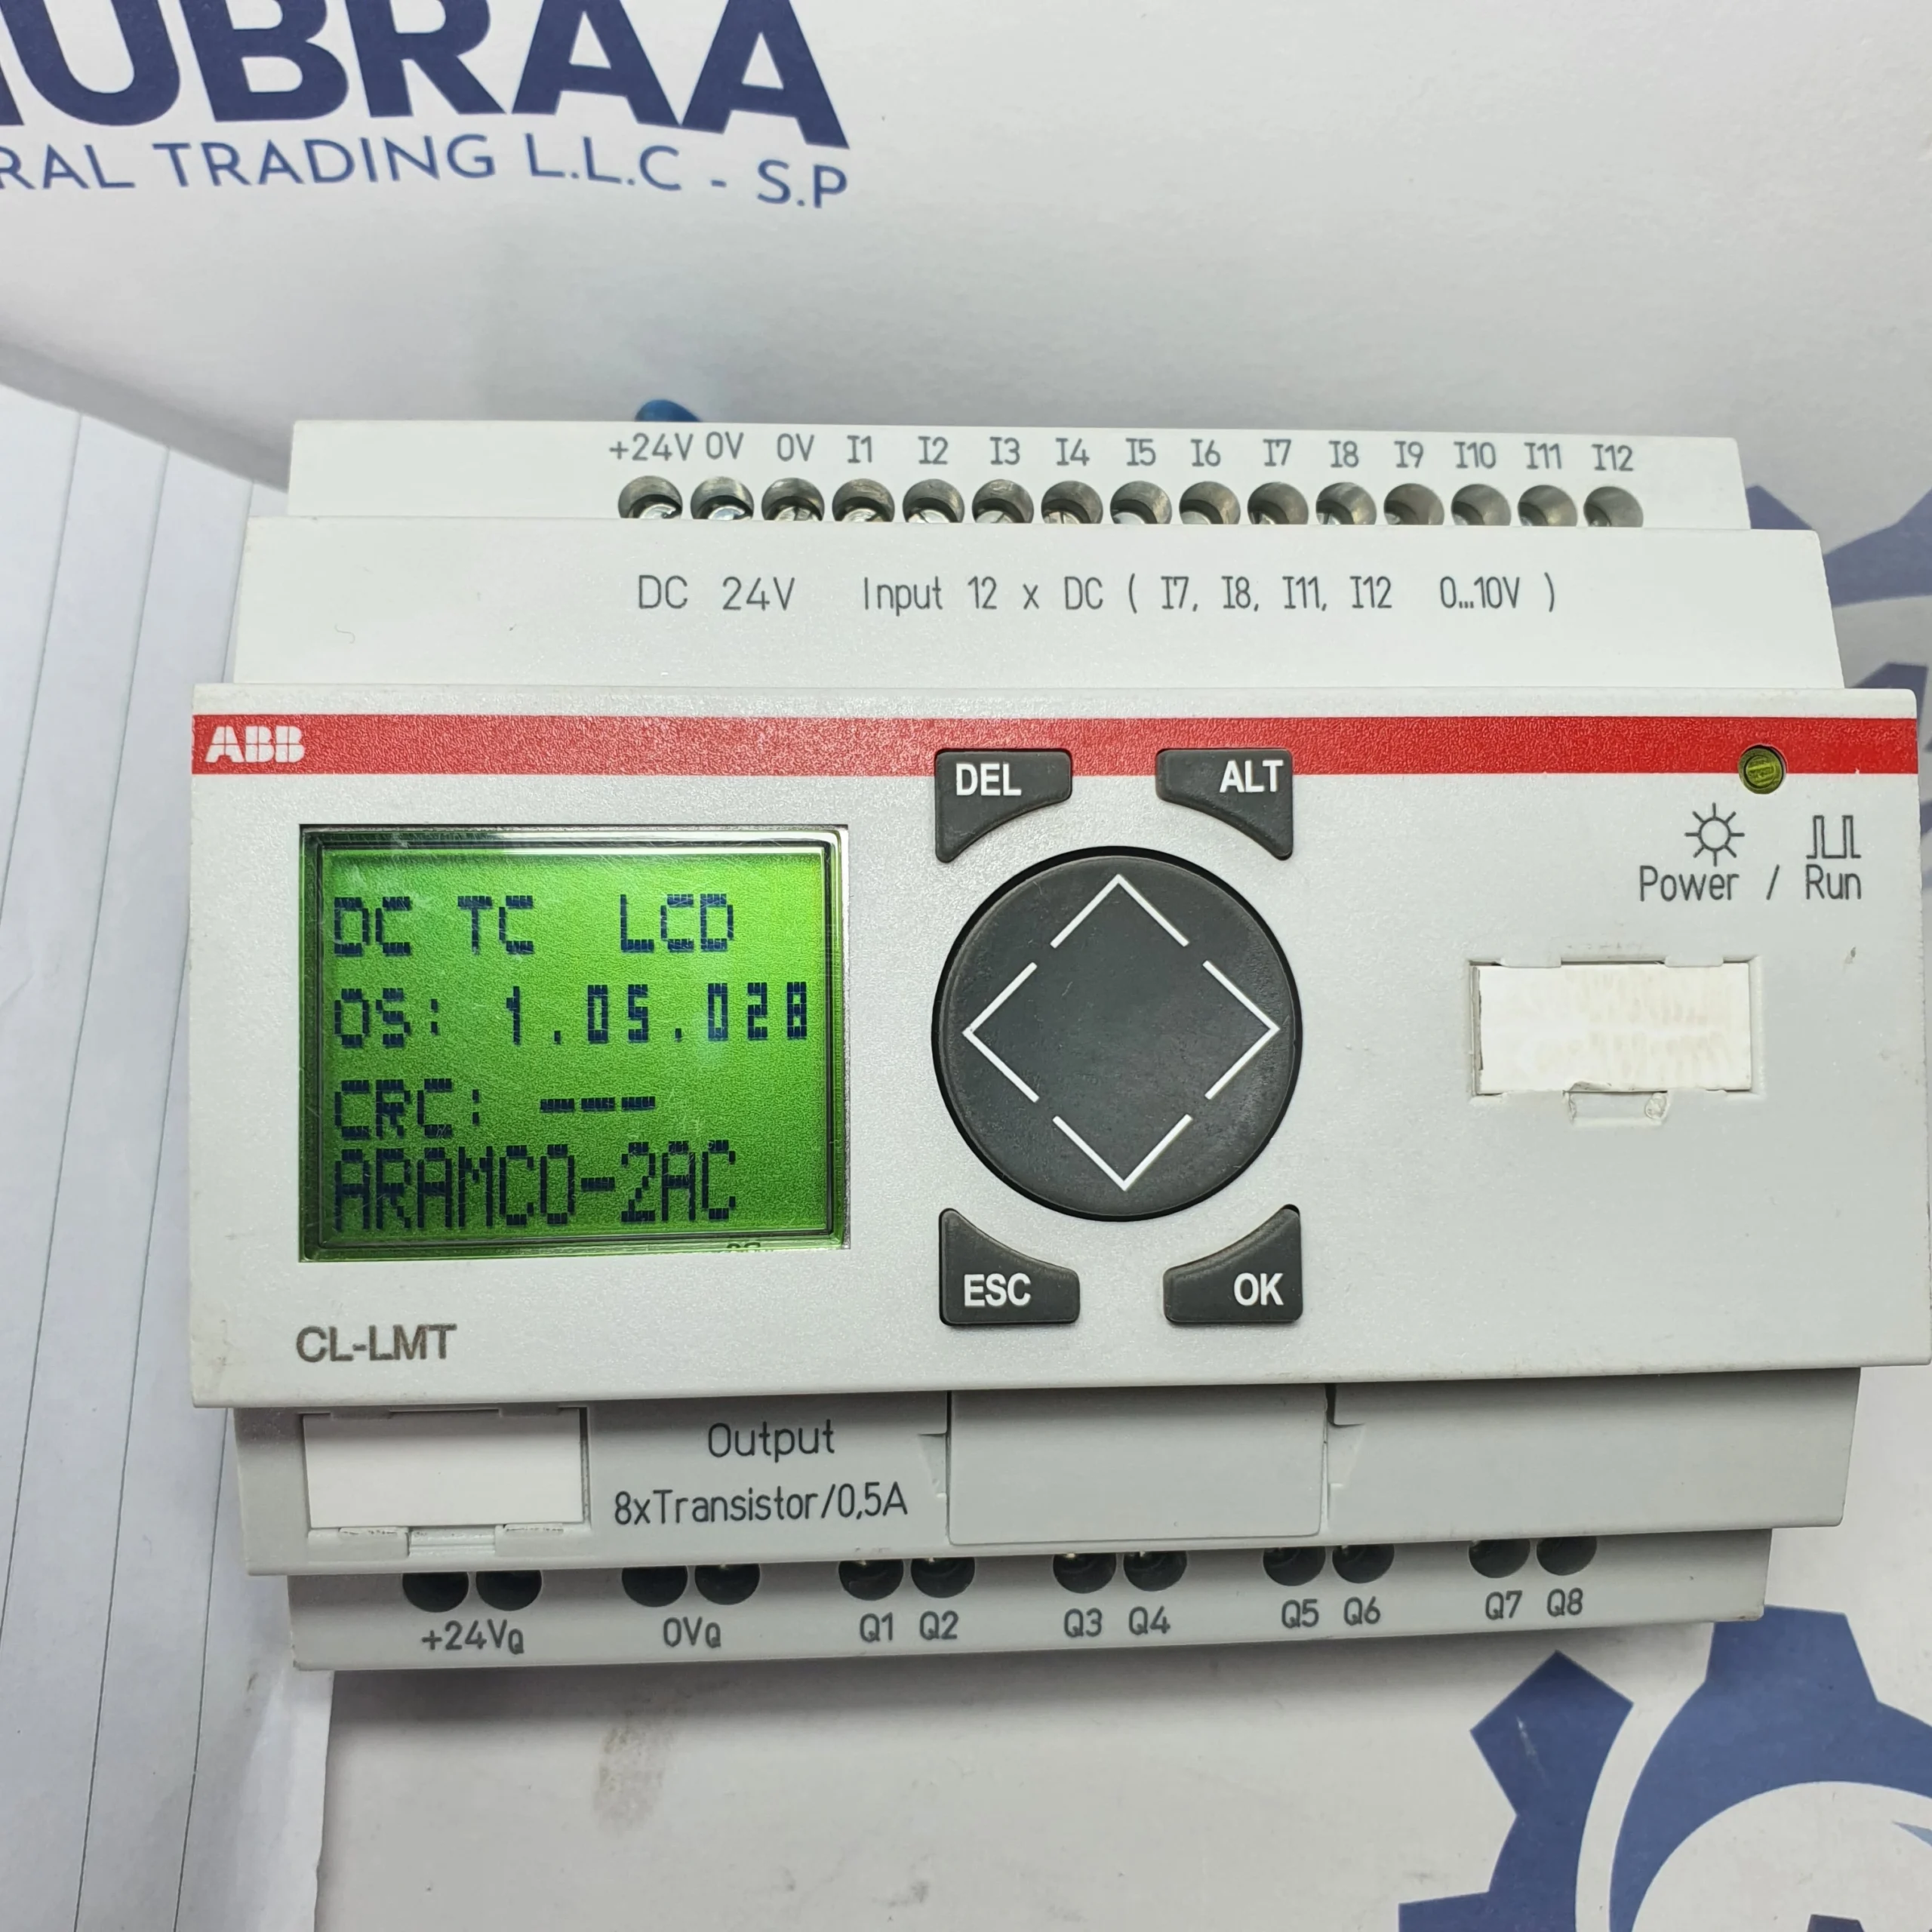 UBRAA
RAL TRADING L.L.C - S.P
+24V 0V 0V I1 I2 I3 I4 I5 I6 I7 I8 I9 I10 I11 I12
DC 24V Input 12 x DC ( I7, I8, I11, I12 0...10V )
ABB
DEL ALT
Power / Run
DC TC LCD
OS: 1.05.028
CRC: ---
ARAMCO-2AC
ESC OK
CL-LMT
Output
8xTransistor/0,5A
+24VQ 0VQ Q1 Q2 Q3 Q4 Q5 Q6 Q7 Q8